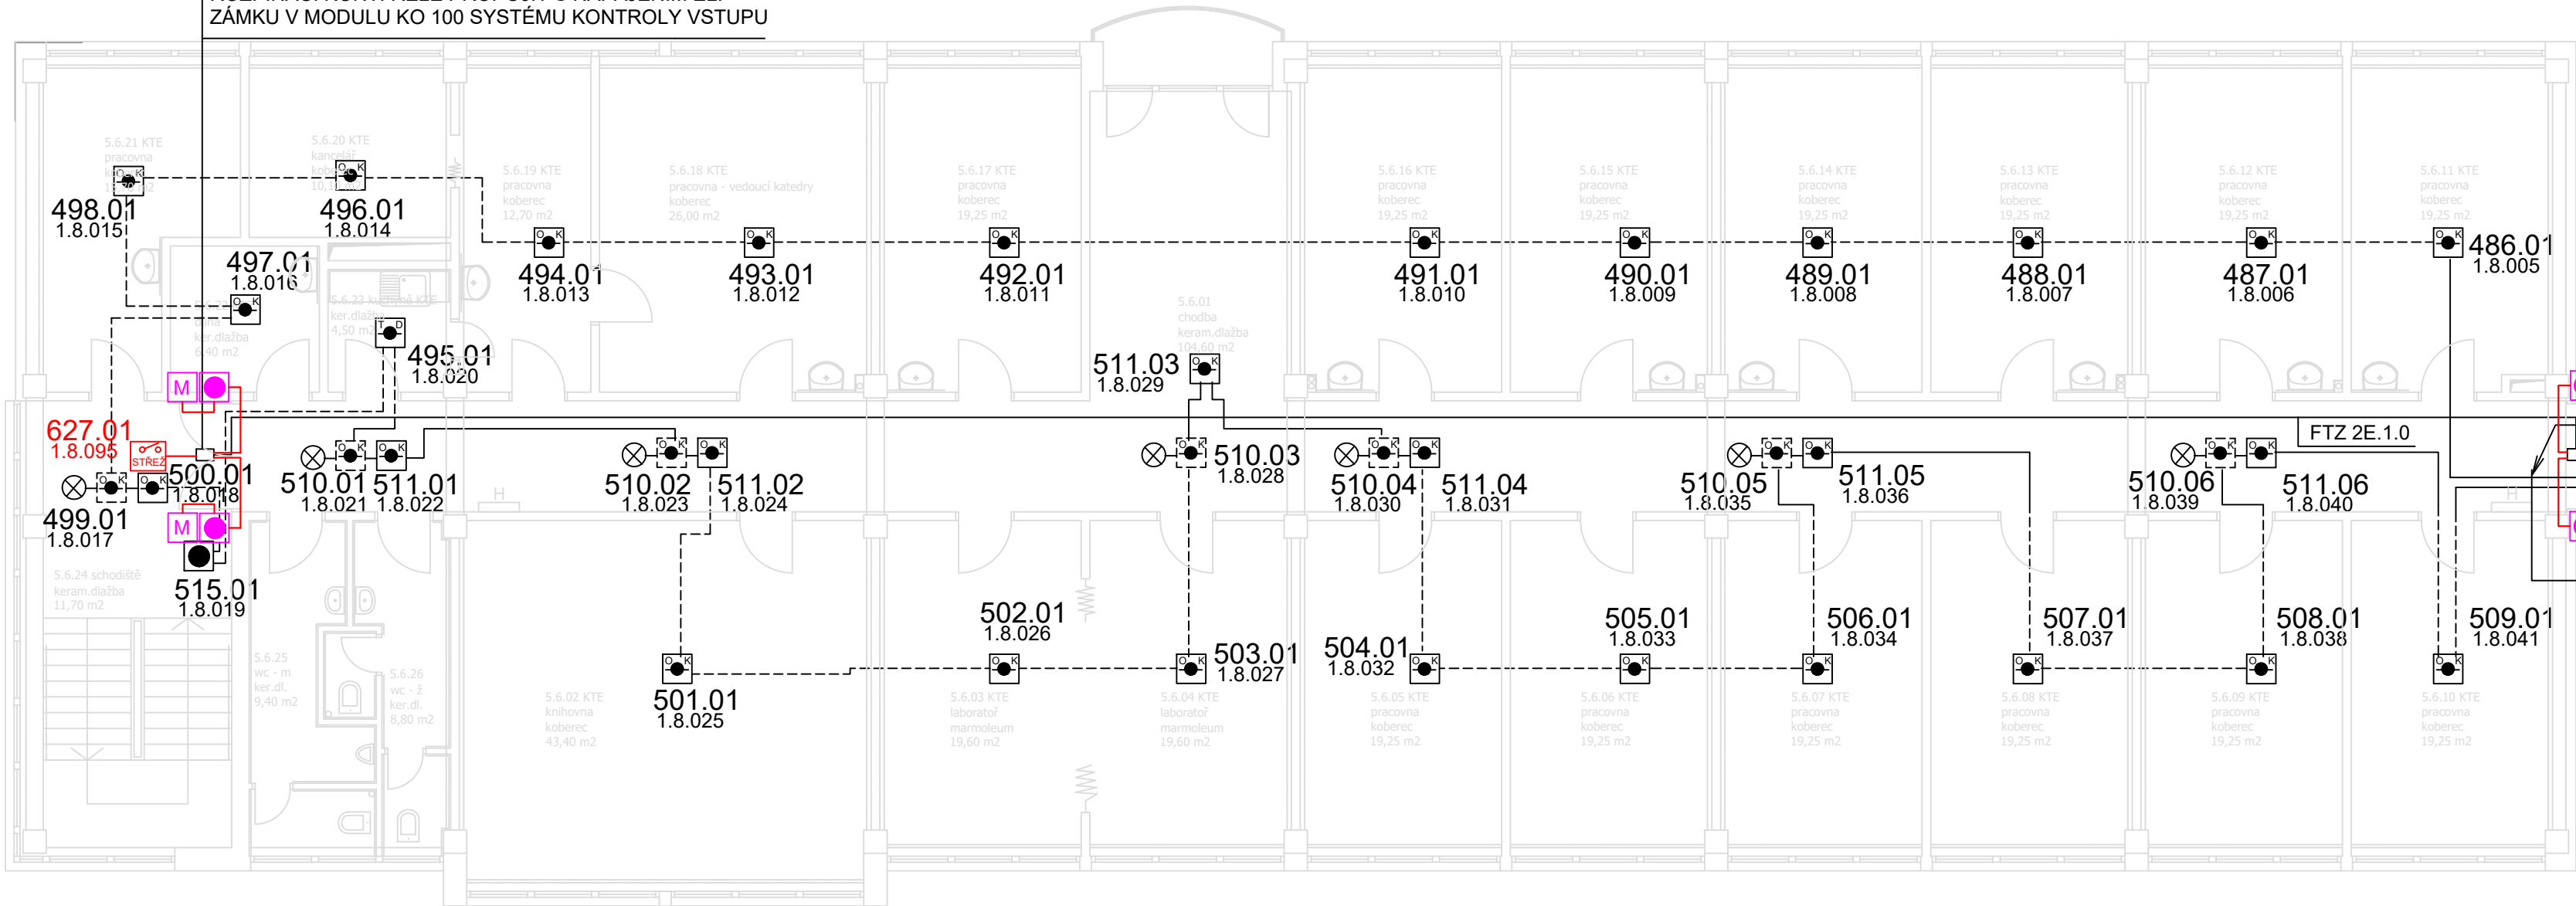 ZÁMKU V MODULU KO 100 SYSTÉMU KONTROLY VSTUPU
5.6.21 KTE
pracovna
498.01
1.8.015
5.6.20 KTE
kancelář
496.01
1.8.014
5.6.19 KTE
pracovna
koberec
12,70 m2
494.01
1.8.013
5.6.18 KTE
pracovna - vedoucí katedry
koberec
26,00 m2
493.01
1.8.012
5.6.17 KTE
pracovna
koberec
19,25 m2
492.01
1.8.011
5.6.16 KTE
pracovna
koberec
19,25 m2
491.01
1.8.010
5.6.15 KTE
pracovna
koberec
19,25 m2
490.01
1.8.009
5.6.14 KTE
pracovna
koberec
19,25 m2
489.01
1.8.008
5.6.13 KTE
pracovna
koberec
19,25 m2
488.01
1.8.007
5.6.12 KTE
pracovna
koberec
19,25 m2
487.01
1.8.006
5.6.11 KTE
pracovna
koberec
19,25 m2
486.01
1.8.005
497.01
1.8.016
ker.dlažba
6,40 m2
5.6.23 kuchyně KTE
ker.dlažba
4,50 m2
T D
495.01
1.8.020
5.6.01
chodba
keram.dlažba
104,60 m2
511.03
1.8.029
M
627.01
1.8.095
STŘEŽ
500.01
1.8.018
499.01
1.8.017
M
515.01
1.8.019
510.01
1.8.021
511.01
1.8.022
510.02
1.8.023
511.02
1.8.024
H
510.03
1.8.028
510.04
1.8.030
511.04
1.8.031
510.05
1.8.035
511.05
1.8.036
510.06
1.8.039
511.06
1.8.040
FTZ 2E.1.0
H
5.6.24 schodiště
keram.dlažba
11,70 m2
5.6.25
wc - m
ker.dl.
9,40 m2
5.6.26
wc - ž
ker.dl.
8,80 m2
501.01
1.8.025
5.6.02 KTE
knihovna
koberec
43,40 m2
502.01
1.8.026
5.6.03 KTE
laboratoř
marmoleum
19,60 m2
503.01
1.8.027
5.6.04 KTE
laboratoř
marmoleum
19,60 m2
504.01
1.8.032
5.6.05 KTE
pracovna
koberec
19,25 m2
505.01
1.8.033
5.6.06 KTE
pracovna
koberec
19,25 m2
506.01
1.8.034
5.6.07 KTE
pracovna
koberec
19,25 m2
507.01
1.8.037
5.6.08 KTE
pracovna
koberec
19,25 m2
508.01
1.8.038
5.6.09 KTE
pracovna
koberec
19,25 m2
509.01
1.8.041
5.6.10 KTE
pracovna
koberec
19,25 m2